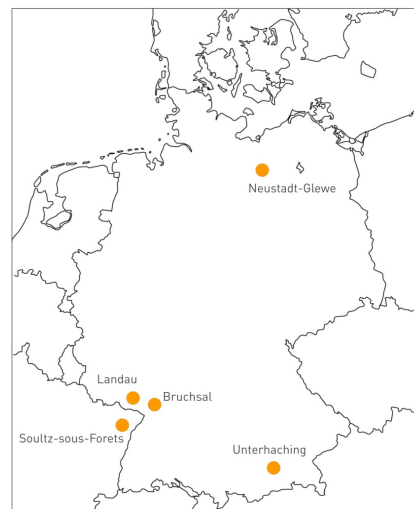 Neustadt-Glewe
Landau
Bruchsal
Soultz-sous-Forets
Unterhaching